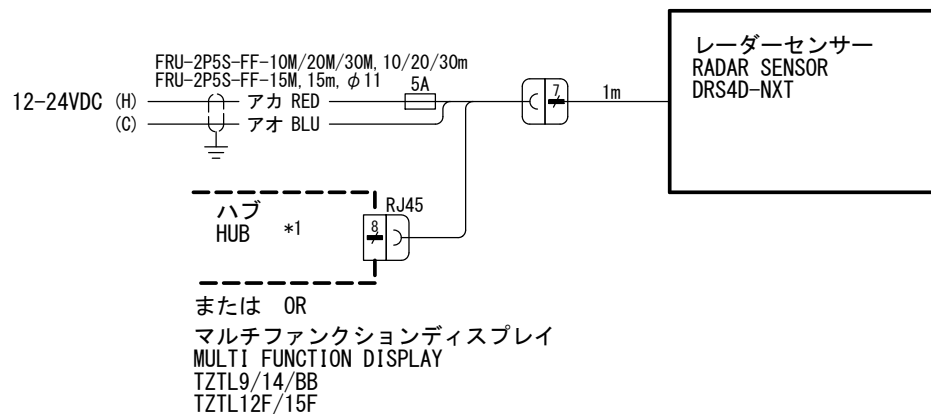 FRU-2P5S-FF-10M/20M/30M, 10/20/30m
FRU-2P5S-FF-15M, 15m, φ11
12-24VDC (H) アカ RED 5A
(C) アオ BLU
7 1m
レーダーセンサー
RADAR SENSOR
DRS4D-NXT
ハブ
HUB *1
8 RJ45
または OR
マルチファンクションディスプレイ
MULTI FUNCTION DISPLAY
TZTL9/14/BB
TZTL12F/15F